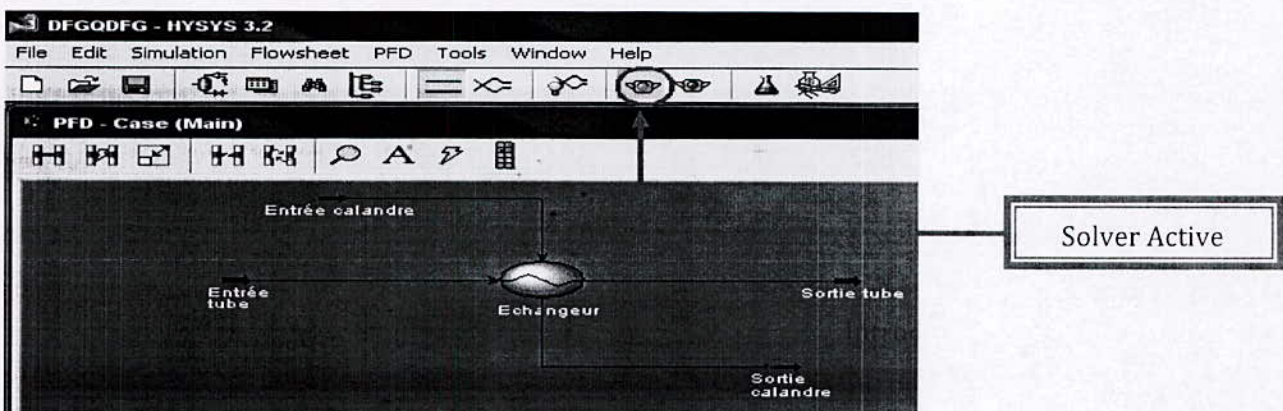 DFGQDFG - HYSYS 3.2
File Edit Simulation Flowsheet PFD Tools Window Help
PFD - Case (Main)
A
Entrée calandre
Entrée
tube
Echangeur
Sortie tube
Sortie
calandre
Solver Active